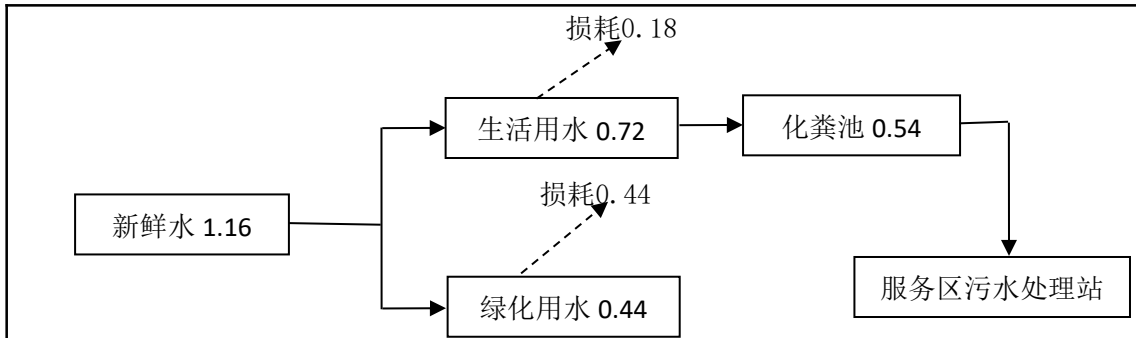 损耗0.18
生活用水 0.72
化粪池 0.54
损耗0.44
新鲜水 1.16
绿化用水 0.44
服务区污水处理站